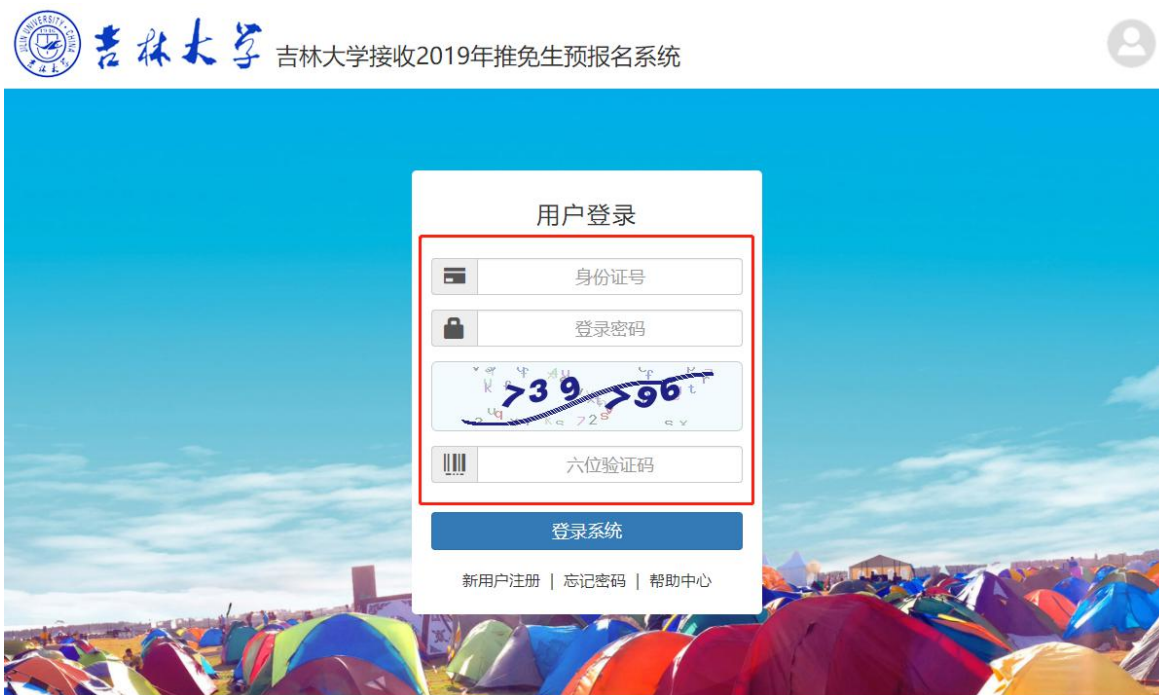 吉林大学 吉林大学接收2019年推免生预报名系统
用户登录
身份证号
登录密码
739796
六位验证码
登录系统
新用户注册 | 忘记密码 | 帮助中心